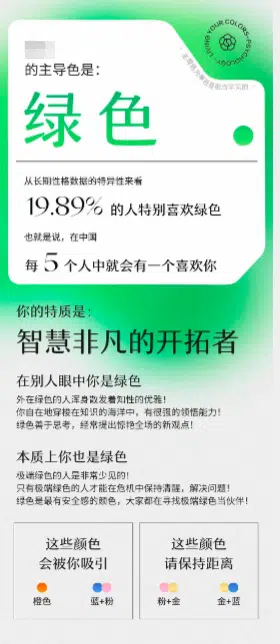 LIVING YOUR COLORS-PSYCHOLOGY-
的主导色是：
绿色
从长期性格数据的特异性来看
19.89% 的人特别喜欢绿色
也就是说，在中国
每 5 个人中就会有一个喜欢你
你的特质是：
智慧非凡的开拓者
在别人眼中你是绿色
外在绿色的人浑身散发着知性的优雅！
你自在地穿梭在知识的海洋中，有很强的领悟能力！
绿色善于思考，经常提出惊艳全场的新观点！
本质上你也是绿色
极端绿色的人是非常少见的！
只有极端绿色的人才能在危机中保持清醒，解决问题！
绿色是最有安全感的颜色，大家都在寻找极端绿色当伙伴！
这些颜色
会被你吸引
橙色
蓝+粉
这些颜色
请保持距离
粉+金
金+蓝